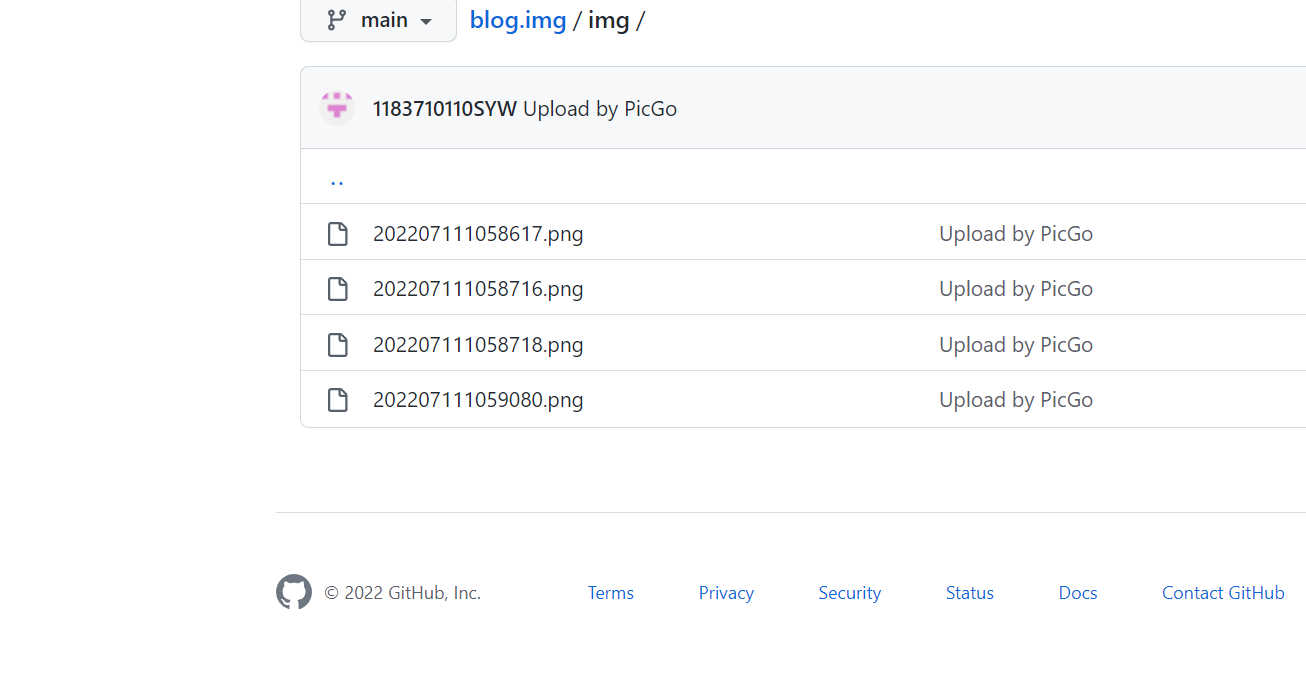 main
blog.img / img /
1183710110SYW Upload by PicGo
..
202207111058617.png Upload by PicGo
202207111058716.png Upload by PicGo
202207111058718.png Upload by PicGo
202207111059080.png Upload by PicGo
© 2022 GitHub, Inc. Terms Privacy Security Status Docs Contact GitHub